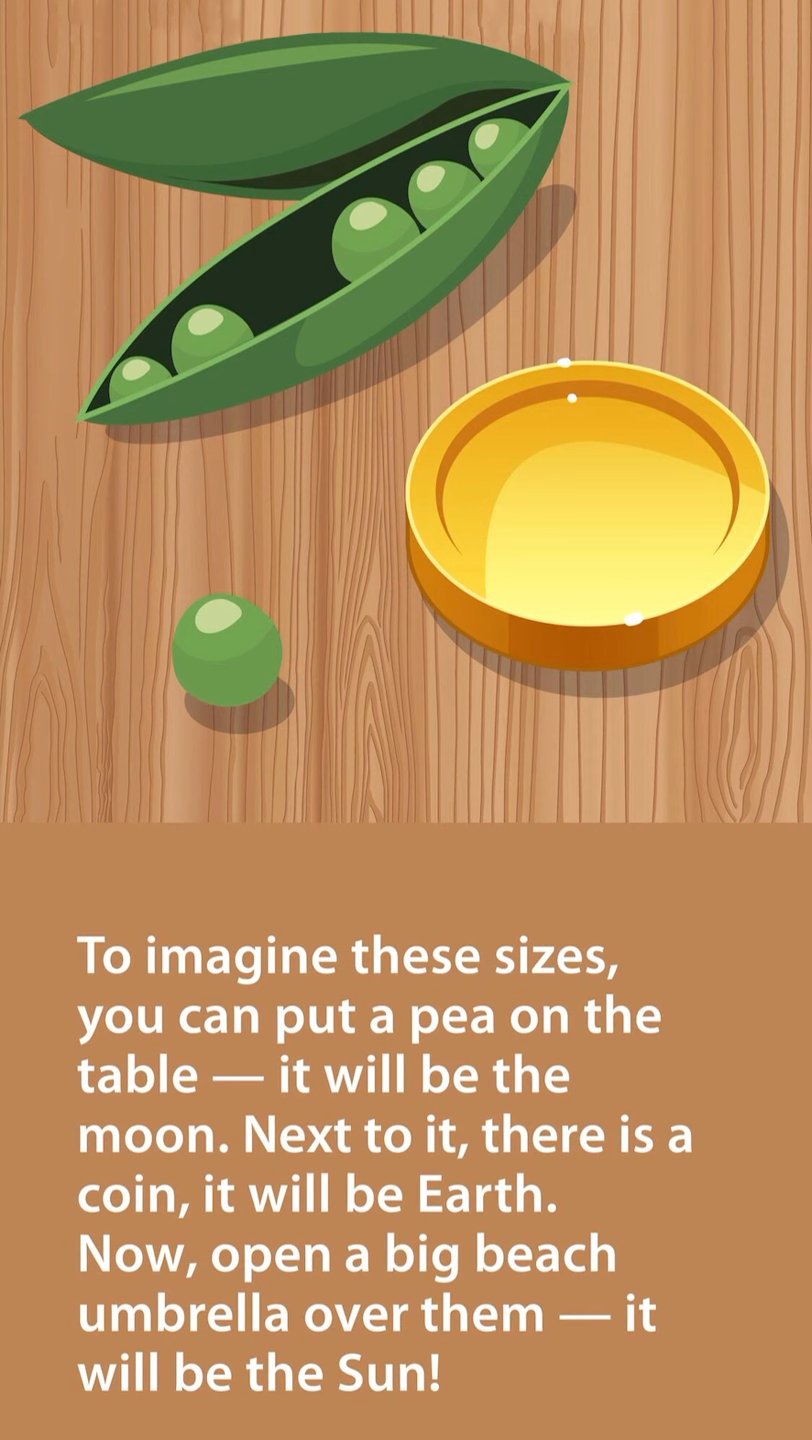 To imagine these sizes,
you can put a pea on the
table — it will be the
moon. Next to it, there is a
coin, it will be Earth.
Now, open a big beach
umbrella over them — it
will be the Sun!